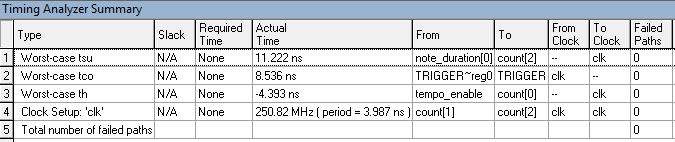 Timing Analyzer Summary
Type Slack Required Time Actual Time From To From Clock To Clock Failed Paths
1 Worst-case tsu N/A None 11.222 ns note_duration[0] count[2] -- clk 0
2 Worst-case tco N/A None 8.536 ns TRIGGER~reg0 TRIGGER clk -- 0
3 Worst-case th N/A None -4.393 ns tempo_enable count[0] -- clk 0
4 Clock Setup: 'clk' N/A None 250.82 MHz ( period = 3.987 ns ) count[1] count[2] clk clk 0
5 Total number of failed paths 0